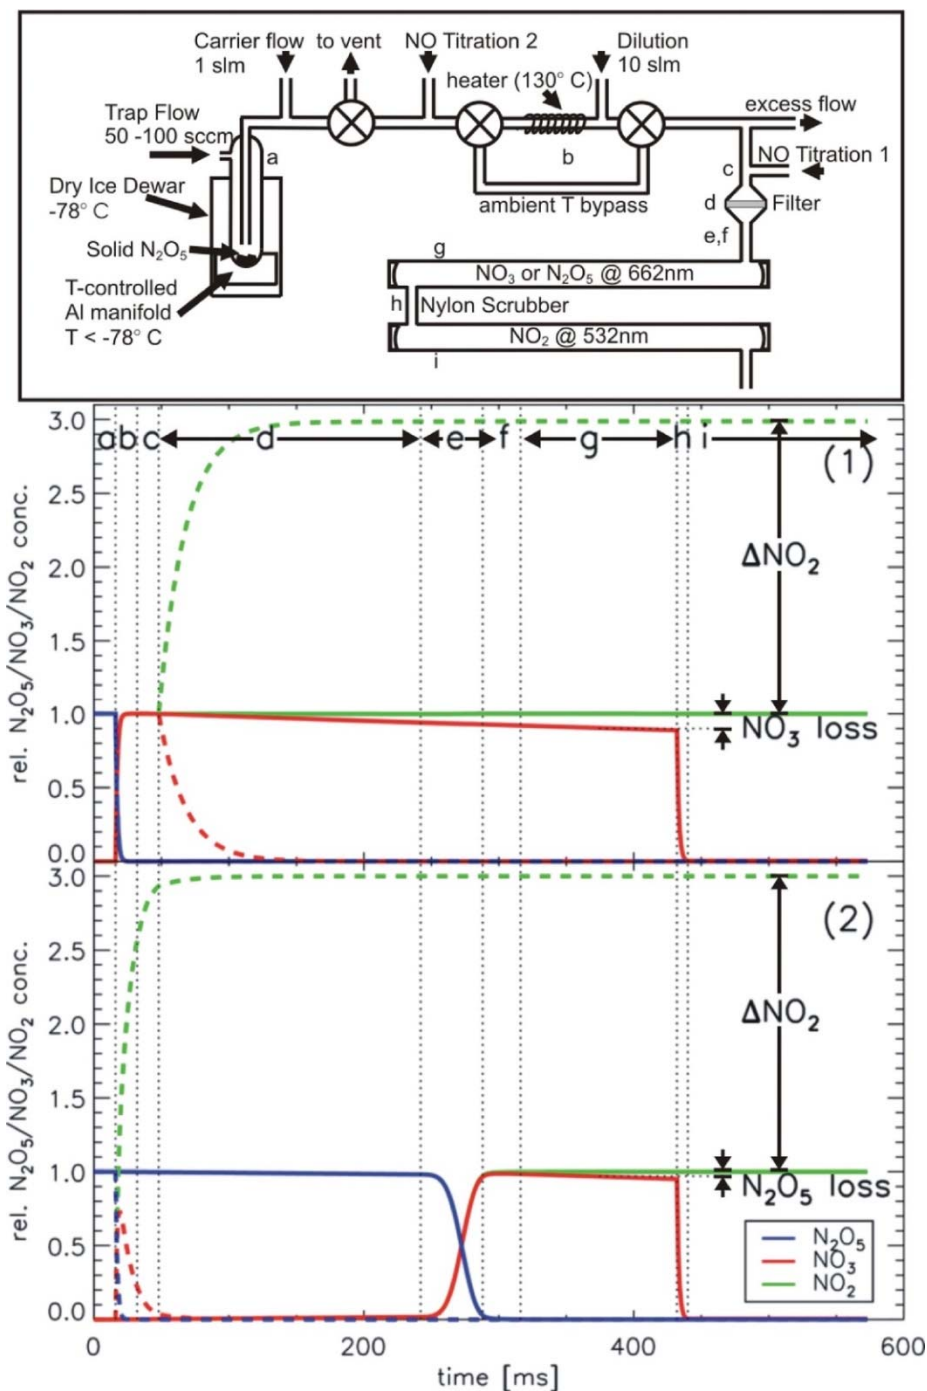 Carrier flow to vent NO Titration 2 Dilution
1 slm heater (130° C) 10 slm
Trap Flow
50 -100 sccm
excess flow
a
b
NO Titration 1
c
Dry Ice Dewar
-78° C
ambient T bypass
d Filter
e,f
Solid N₂O₅
g
NO₃ or N₂O₅ @ 662nm
T-controlled
Al manifold
T < -78° C
h Nylon Scrubber
NO₂ @ 532nm
i
rel. N₂O₅/NO₃/NO₂ conc.
3.0
2.5
2.0
1.5
1.0
0.5
0.0
a b c d e f g h i
(1)
ΔNO₂
NO₃ loss
rel. N₂O₅/NO₃/NO₂ conc.
3.0
2.5
2.0
1.5
1.0
0.5
0.0
(2)
ΔNO₂
N₂O₅ loss
N₂O₅
NO₃
NO₂
0 200 400 600
time [ms]